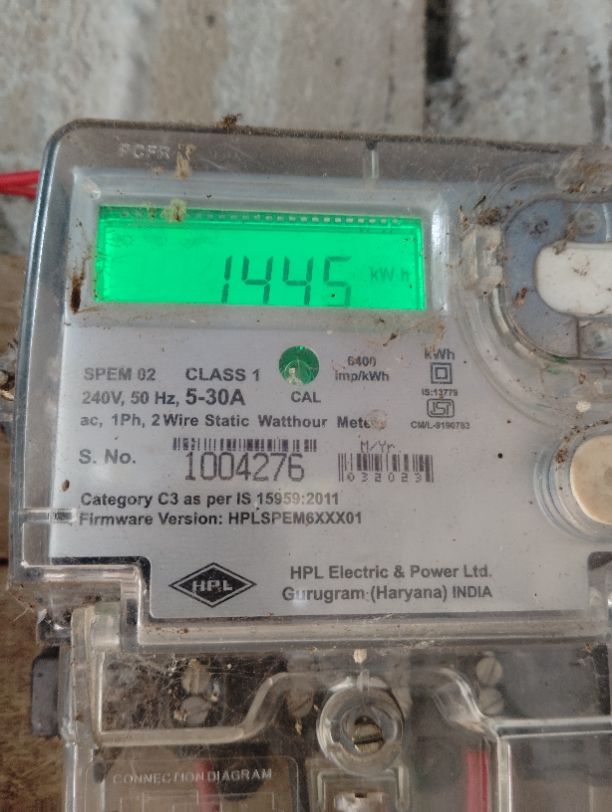 1445 kWh
SPEM 02 CLASS 1
6400 imp/kWh
kWh
240V, 50 Hz, 5-30A
CAL
IS:13779
ac, 1Ph, 2 Wire Static Watthour Meter
CM/L-9190783
S. No. 1004276
M/Yr
032023
Category C3 as per IS 15959:2011
Firmware Version: HPLSPEM6XXX01
HPL
HPL Electric & Power Ltd.
Gurugram (Haryana) INDIA
CONNECTION DIAGRAM